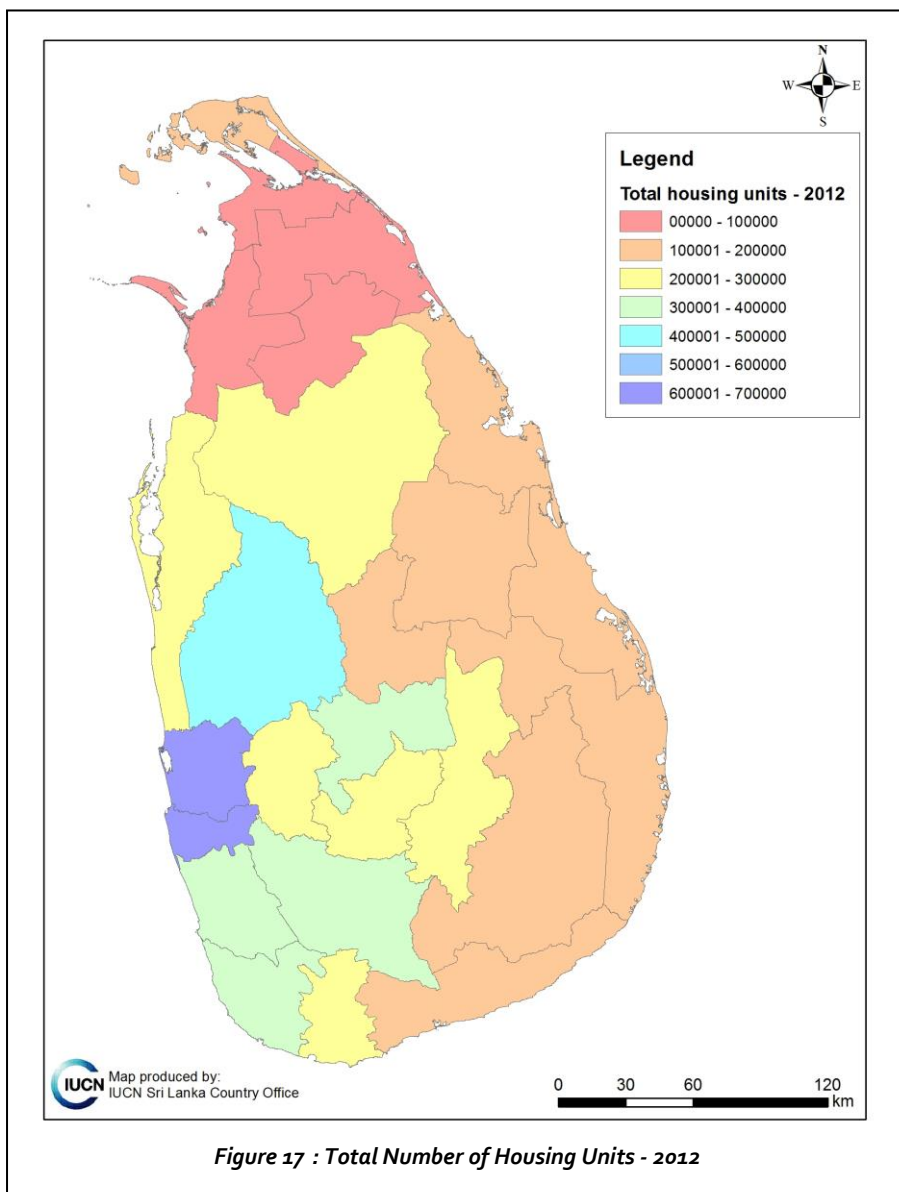 N
W E
S
Legend
Total housing units - 2012
00000 - 100000
100001 - 200000
200001 - 300000
300001 - 400000
400001 - 500000
500001 - 600000
600001 - 700000
IUCN
Map produced by:
IUCN Sri Lanka Country Office
0 30 60 120
km
Figure 17 : Total Number of Housing Units - 2012